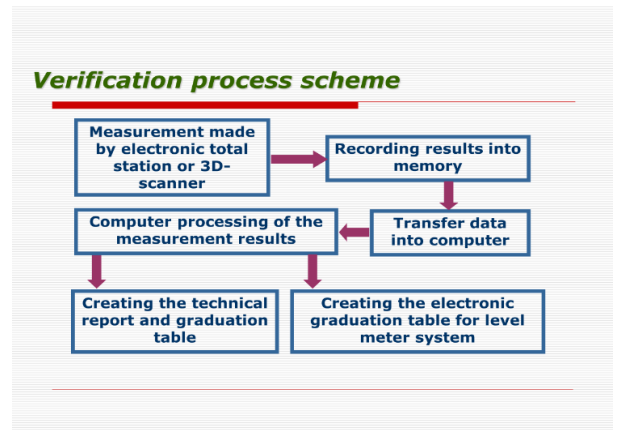 Verification process scheme
Measurement made
by electronic total
station or 3D-
scanner
Recording results into
memory
Computer processing of the
measurement results
Transfer data
into computer
Creating the technical
report and graduation
table
Creating the electronic
graduation table for level
meter system